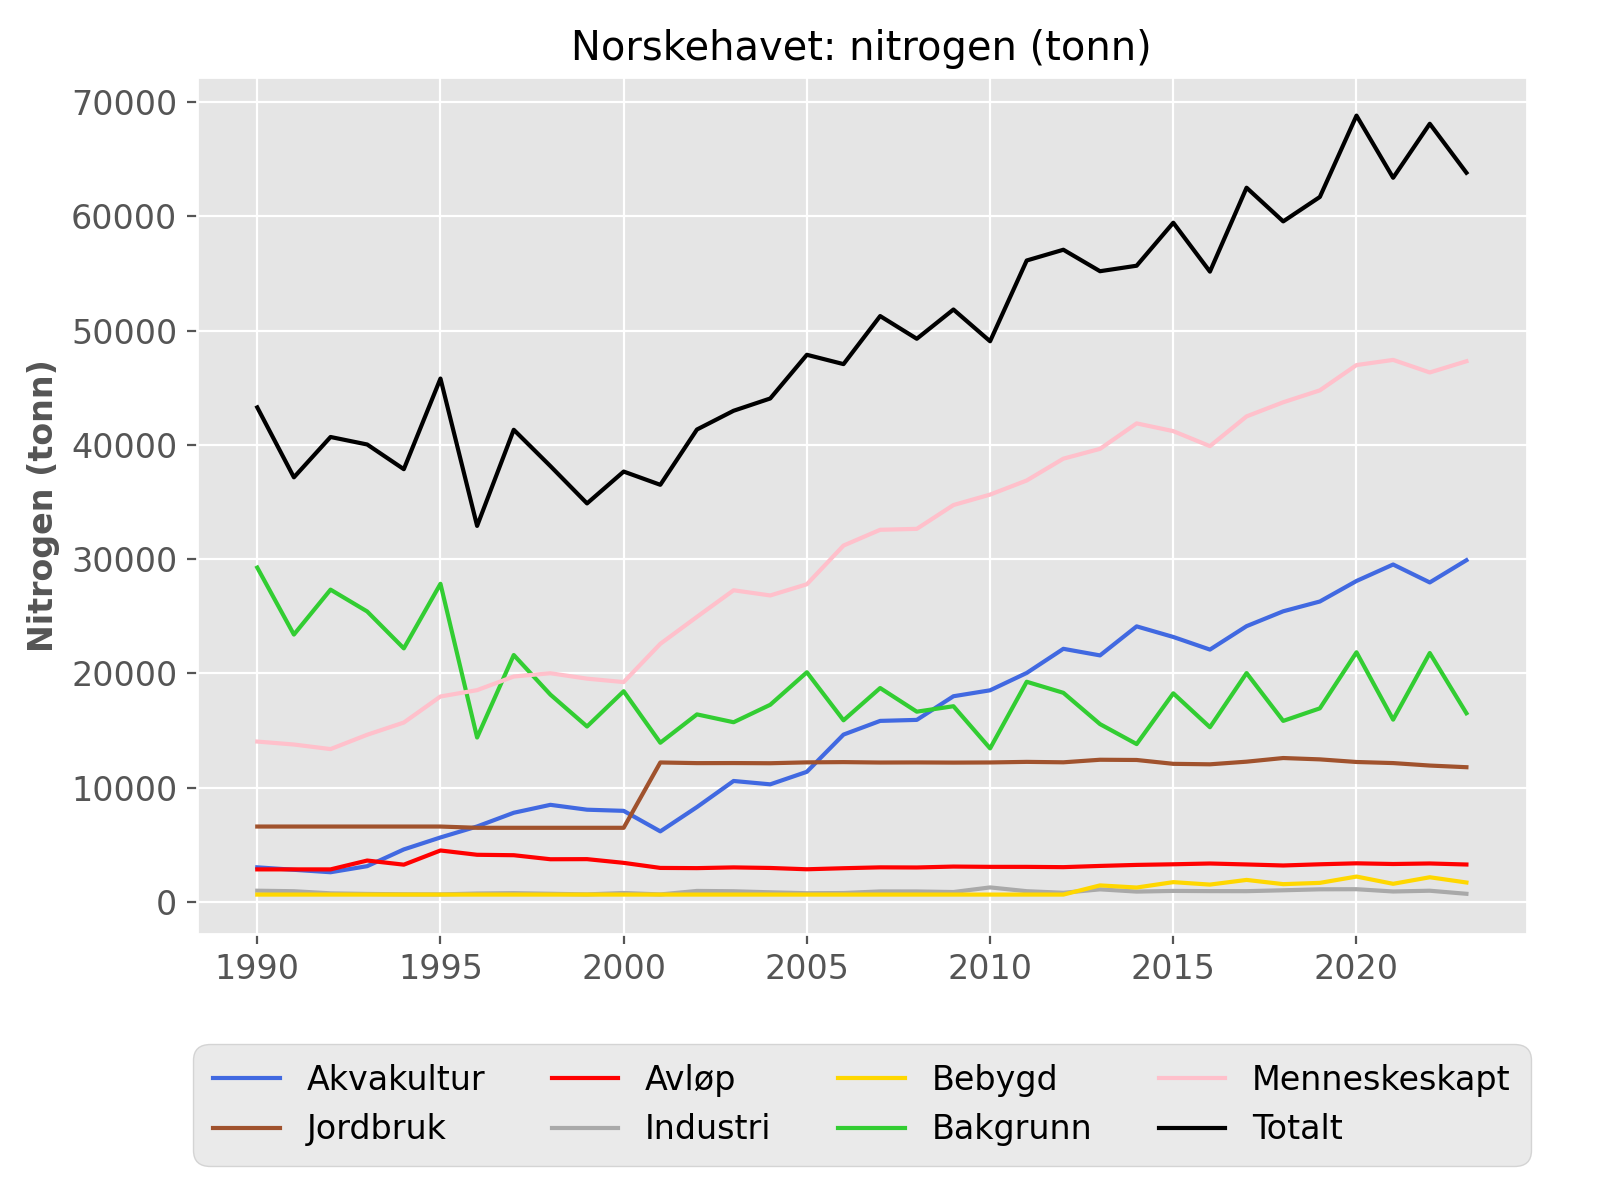 Norskehavet: nitrogen (tonn)
Nitrogen (tonn)
70000
60000
50000
40000
30000
20000
10000
0
1990 1995 2000 2005 2010 2015 2020
Akvakultur Avløp Bebygd Menneskeskapt
Jordbruk Industri Bakgrunn Totalt